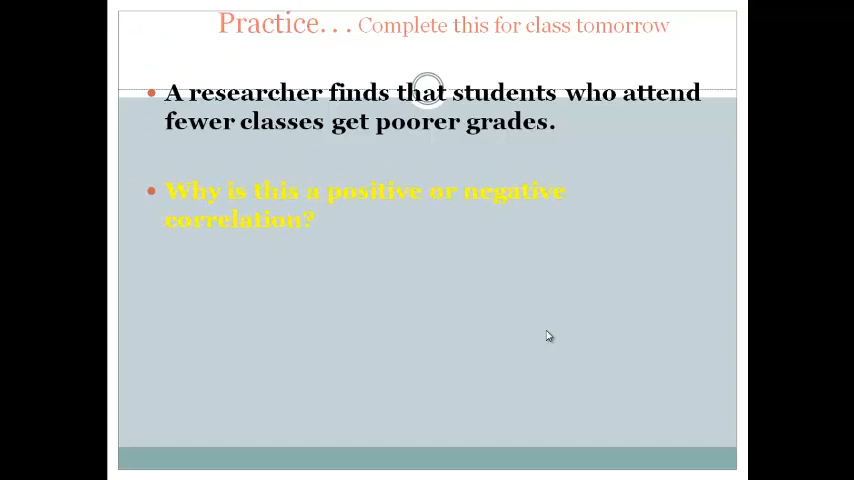 Practice. . . Complete this for class tomorrow
• A researcher finds that students who attend
fewer classes get poorer grades.
• Why is this a positive or negative
correlation?